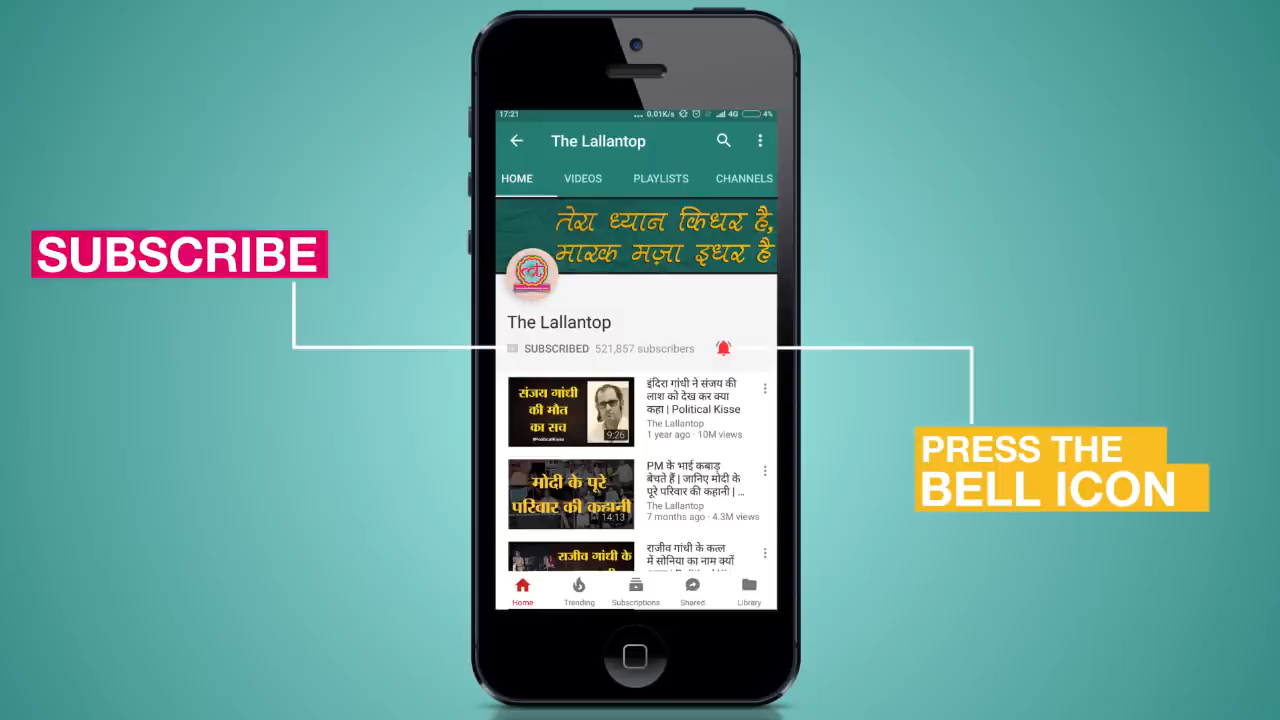 17:21
... 0.01K/s 4G 4%
The Lallantop
HOME VIDEOS PLAYLISTS CHANNELS
तेरा ध्यान किधर है,
मारक मज़ा इधर है
SUBSCRIBE
The Lallantop
SUBSCRIBED 521,857 subscribers
संजय गांधी
की मौत
का सच
#PoliticalKisse
9:26
इंदिरा गांधी ने संजय की
लाश को देख कर क्या
कहा | Political Kisse
The Lallantop
1 year ago · 10M views
PRESS THE
BELL ICON
मोदी के पूरे
परिवार की कहानी
14:13
PM के भाई कबाड़
बेचते हैं | जानिए मोदी के
पूरे परिवार की कहानी | ...
The Lallantop
7 months ago · 4.3M views
राजीव गांधी के
राजीव गांधी के कत्ल
में सोनिया का नाम क्यों
Home Trending Subscriptions Shared Library